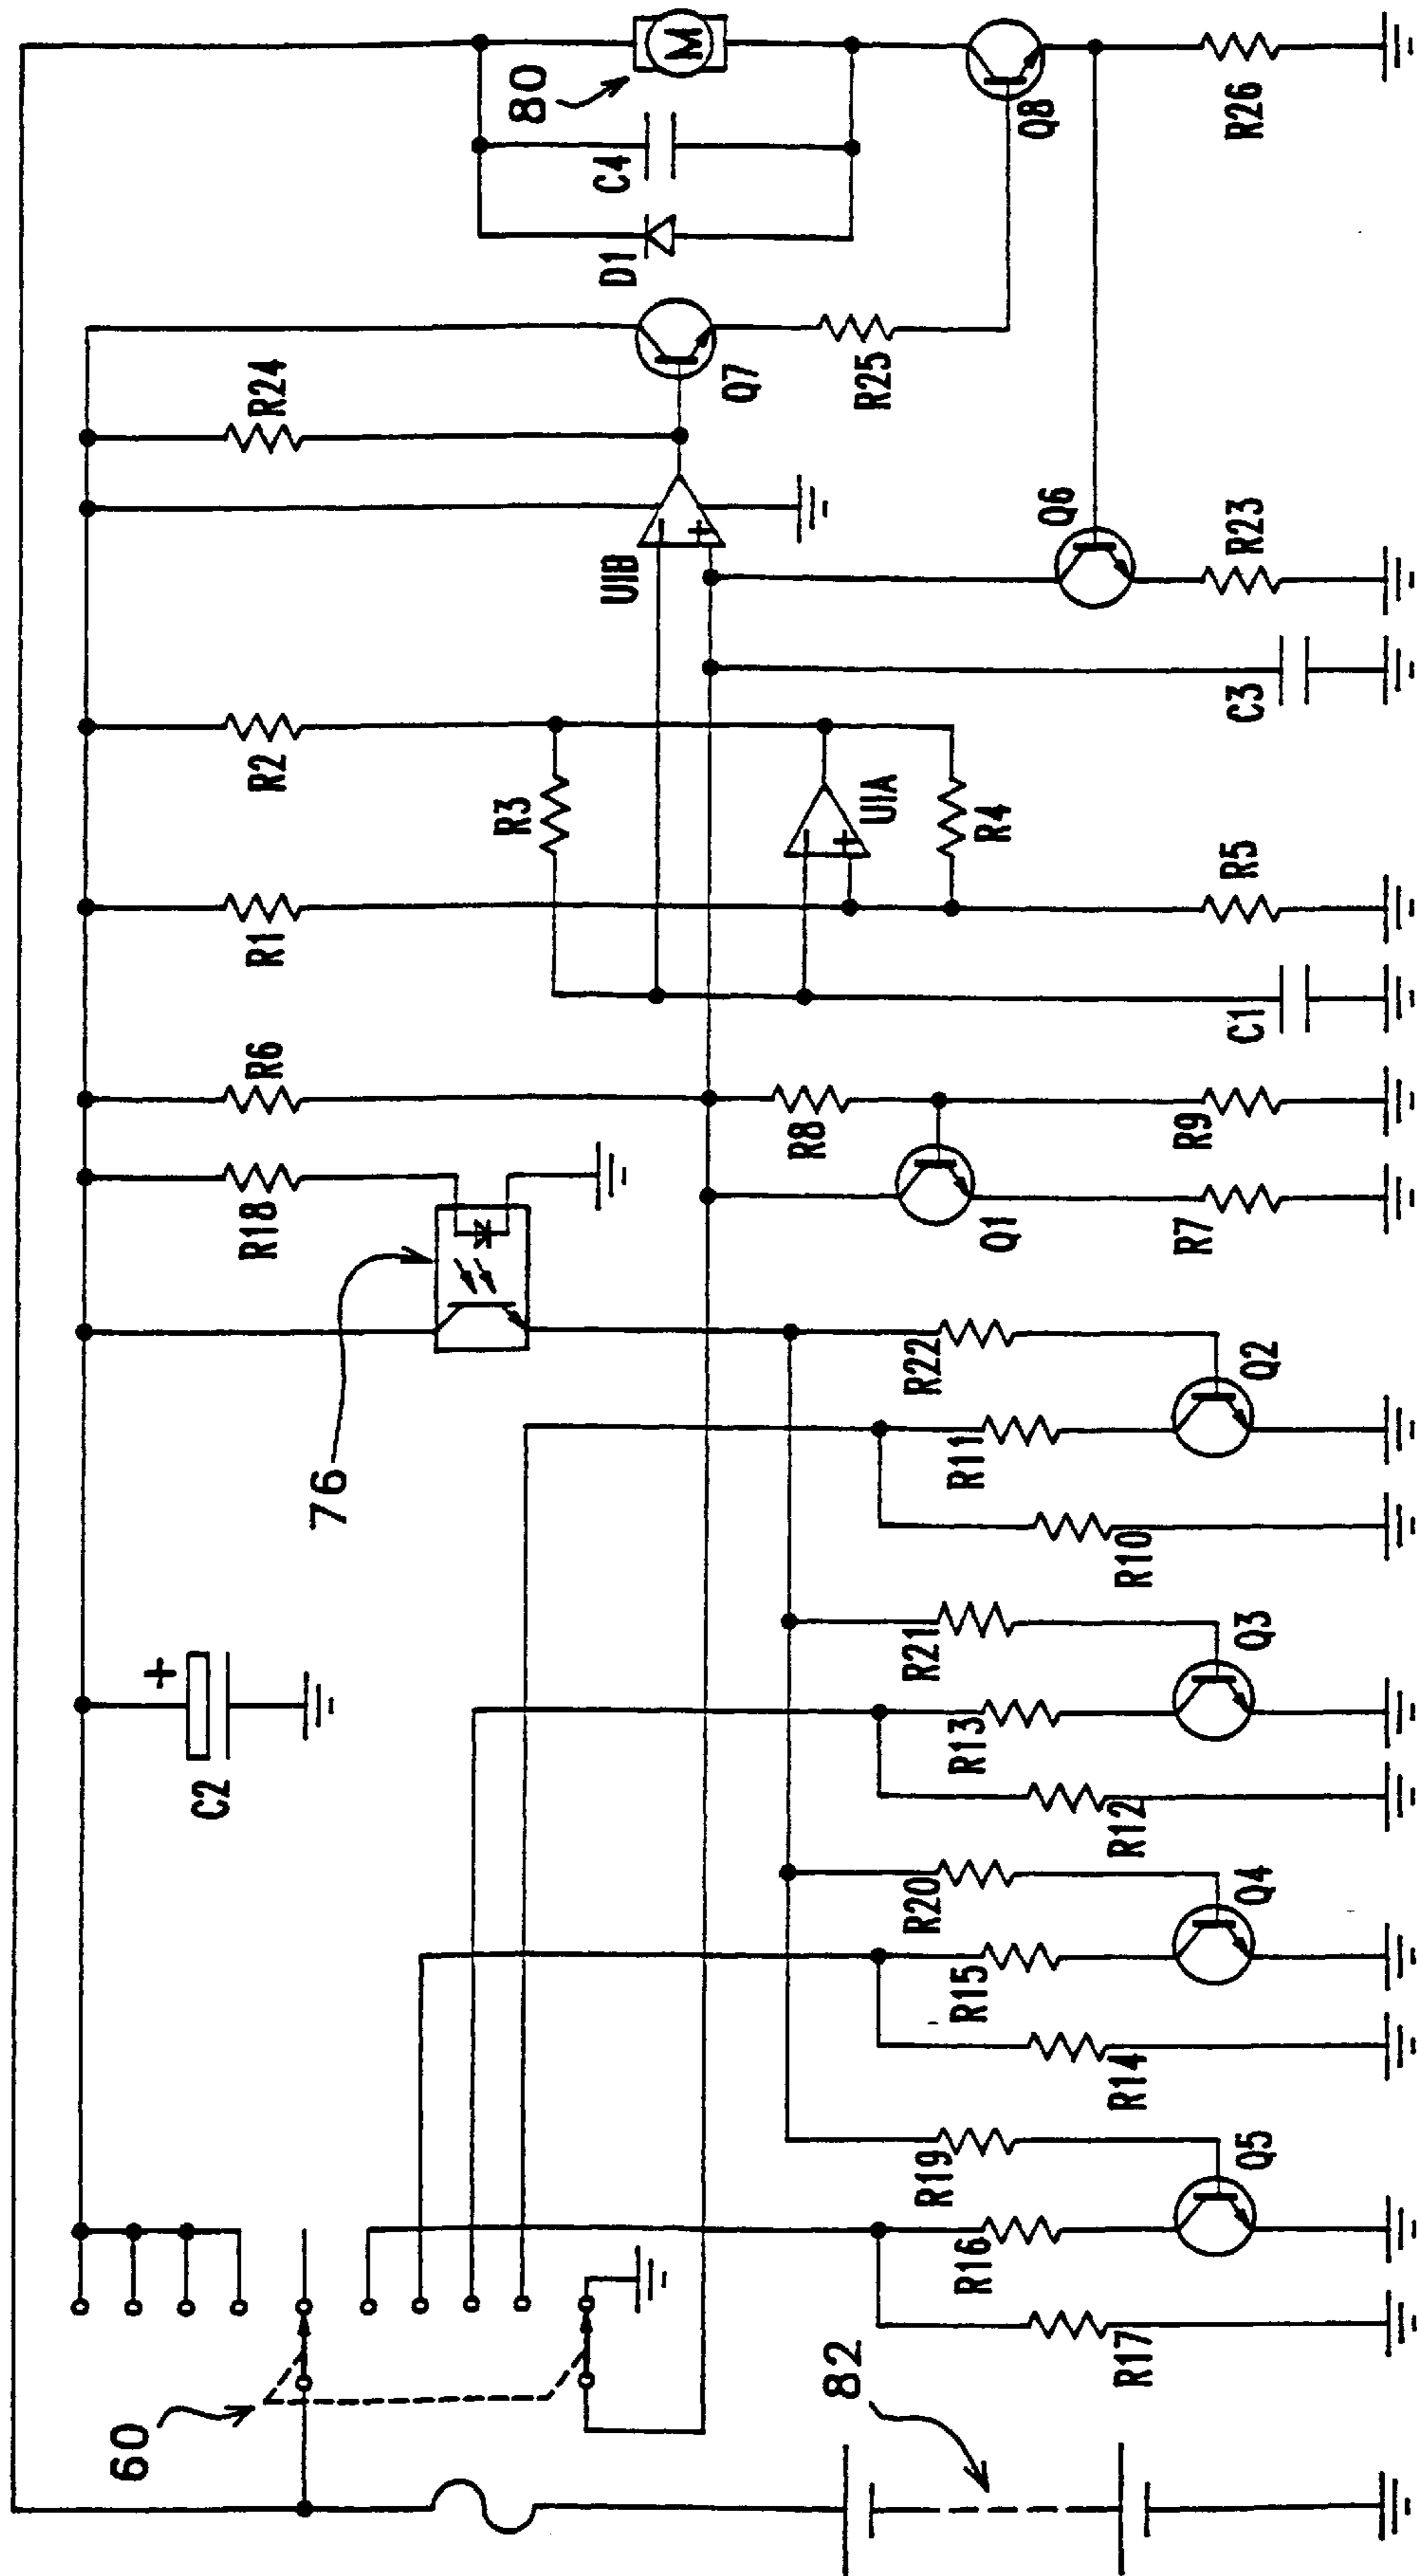 80
M
C4
D1
Q8
R26
R24
Q7
R25
U1B
Q6
R23
R2
R3
U1A
R4
C3
R1
R5
C1
R6
R8
R9
R18
Q1
R7
76
R22
Q2
R11
R10
+
C2
R21
Q3
R13
R12
R20
Q4
R15
R14
R19
Q5
R16
R17
60
82